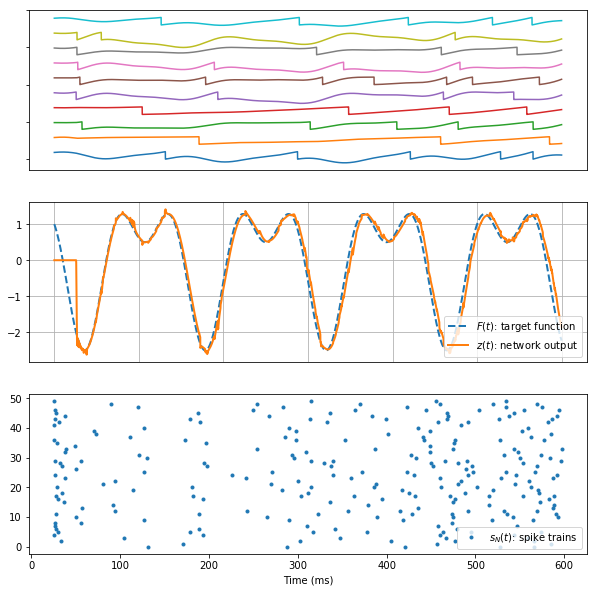 1
0
−1
−2
F(t): target function
z(t): network output
50
40
30
20
10
0
s_N(t): spike trains
0 100 200 300 400 500 600
Time (ms)